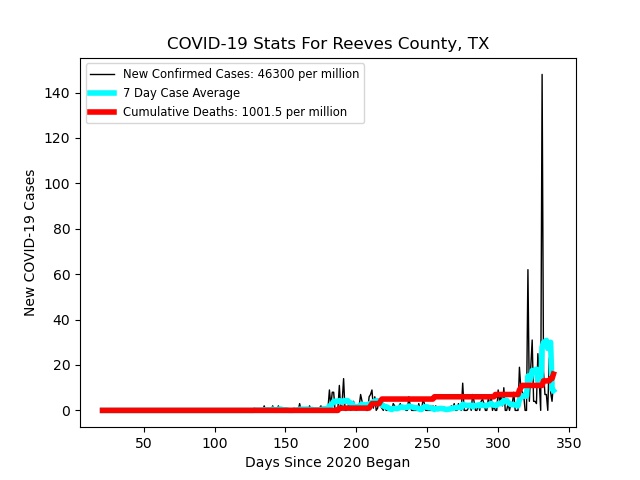 COVID-19 Stats For Reeves County, TX
New Confirmed Cases: 46300 per million
7 Day Case Average
Cumulative Deaths: 1001.5 per million
New COVID-19 Cases
140
120
100
80
60
40
20
0
50 100 150 200 250 300 350
Days Since 2020 Began